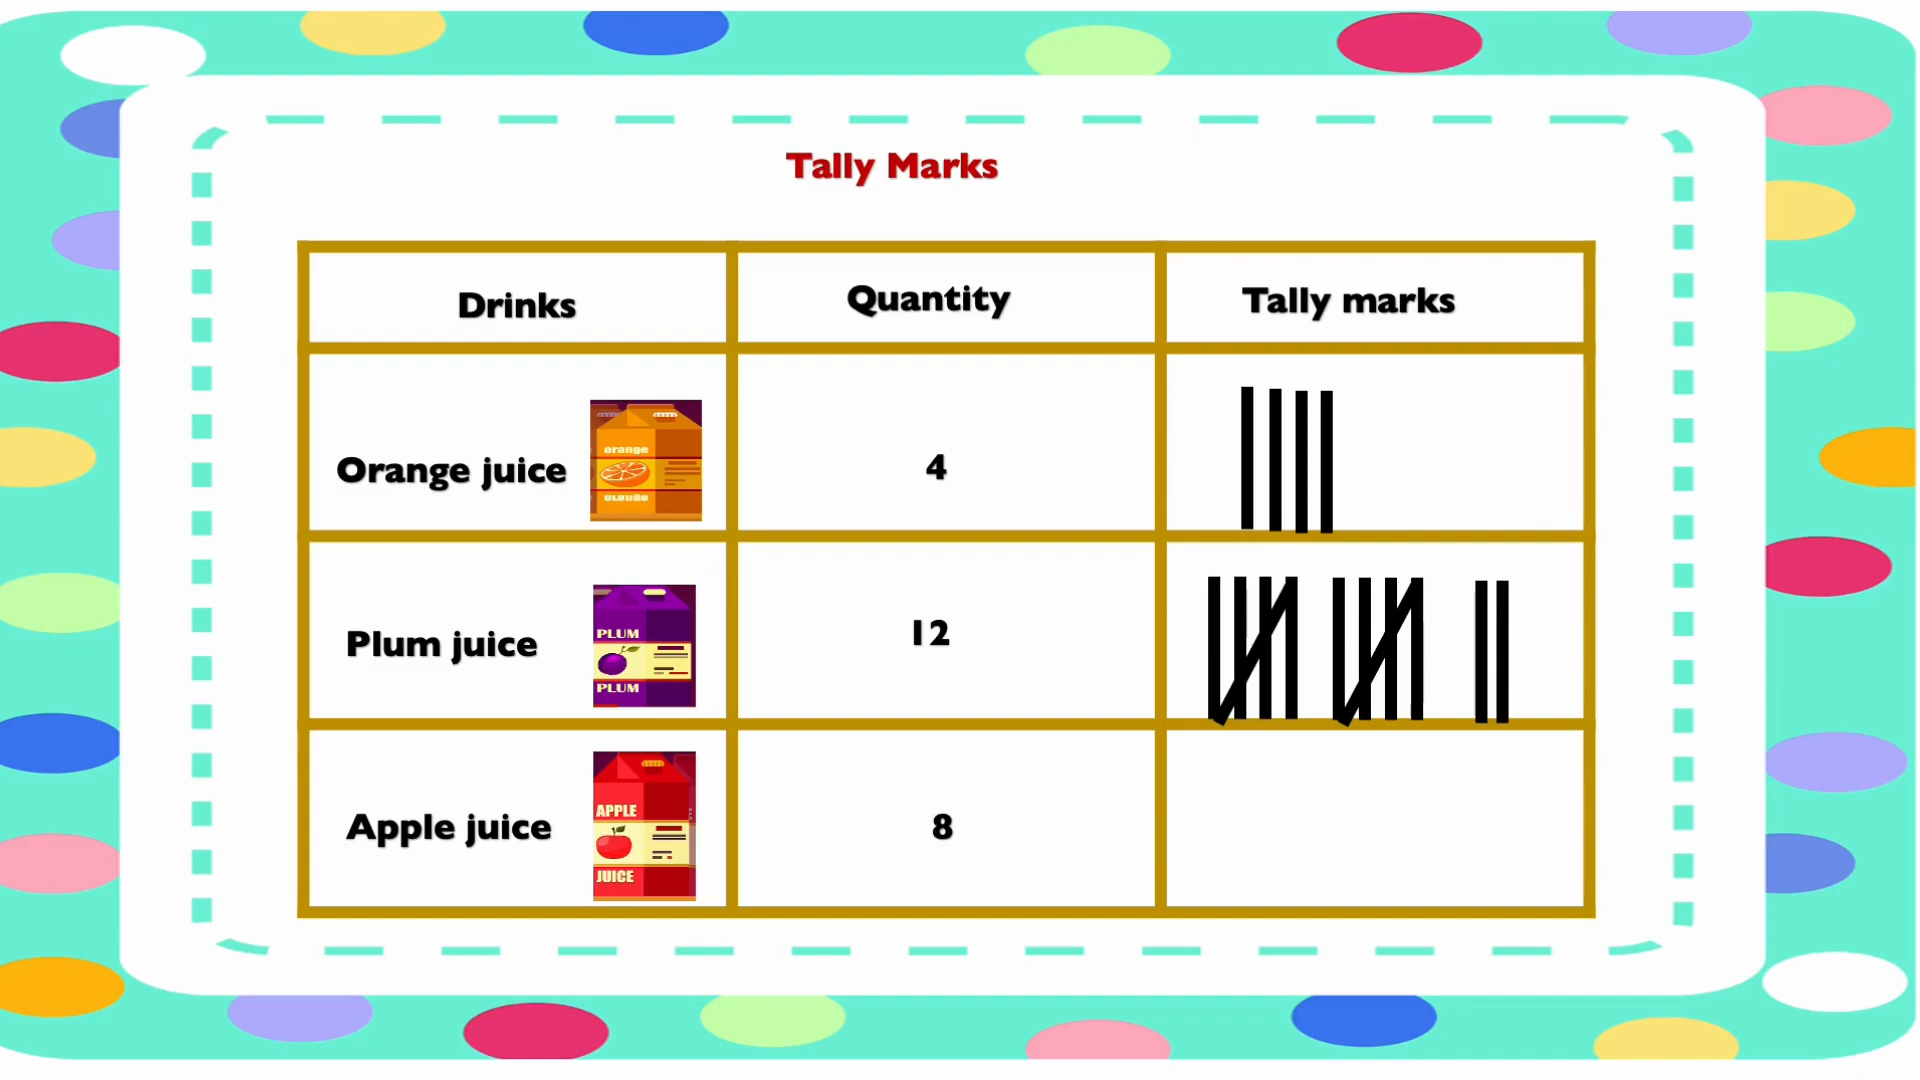 Tally Marks
Drinks
Quantity
Tally marks
Orange juice
orange
4
Plum juice
PLUM
PLUM
12
Apple juice
APPLE
JUICE
8